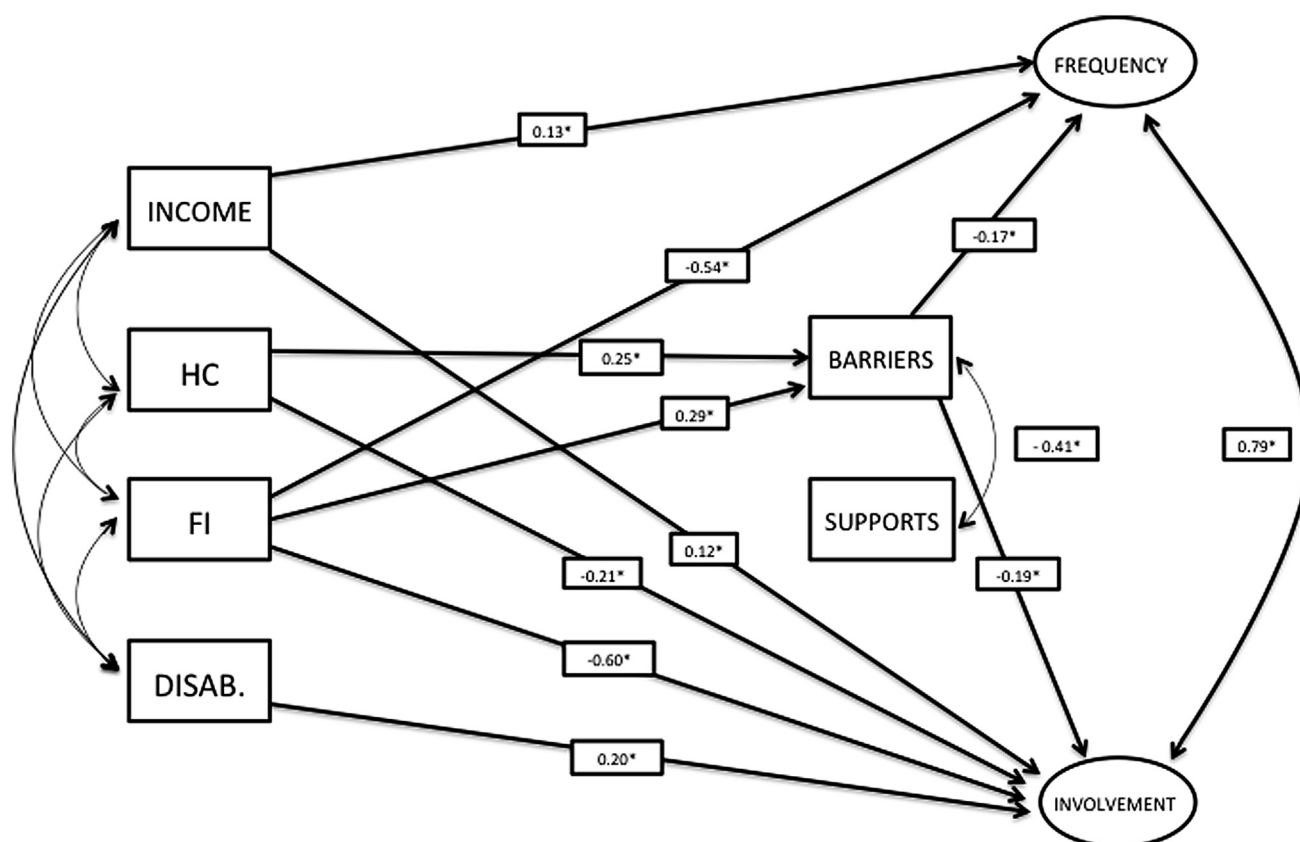 FREQUENCY
0.13*
INCOME
-0.17*
-0.54*
HC
0.25*
BARRIERS
0.29*
- 0.41*
0.79*
FI
SUPPORTS
0.12*
-0.21*
-0.19*
-0.60*
DISAB.
0.20*
INVOLVEMENT